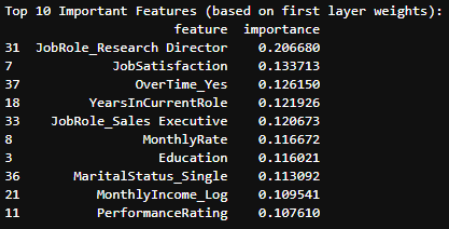 Top 10 Important Features (based on first layer weights):
feature importance
31 JobRole_Research Director 0.206680
7 JobSatisfaction 0.133713
37 OverTime_Yes 0.126150
18 YearsInCurrentRole 0.121926
33 JobRole_Sales Executive 0.120673
8 MonthlyRate 0.116672
3 Education 0.116021
36 MaritalStatus_Single 0.113092
21 MonthlyIncome_Log 0.109541
11 PerformanceRating 0.107610